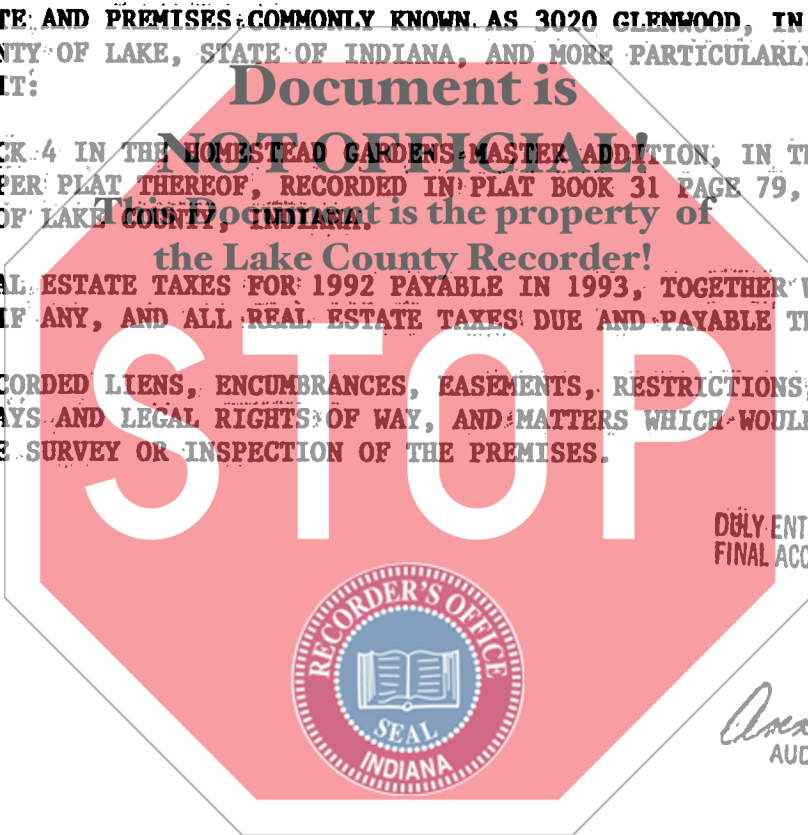 TE AND PREMISES COMMONLY KNOWN AS 3020 GLENWOOD, IN
NTY OF LAKE, STATE OF INDIANA, AND MORE PARTICULARLY
IT:
Document is
NOT OFFICIAL!
CK 4 IN THE HOMESTEAD GARDENS MASTER ADDITION, IN TH
PER PLAT THEREOF, RECORDED IN PLAT BOOK 31 PAGE 79,
This Document is the property of
OF LAKE COUNTY, INDIANA.
the Lake County Recorder!
AL ESTATE TAXES FOR 1992 PAYABLE IN 1993, TOGETHER W
IF ANY, AND ALL REAL ESTATE TAXES DUE AND PAYABLE TH
CORDED LIENS, ENCUMBRANCES, EASEMENTS, RESTRICTIONS,
AYS AND LEGAL RIGHTS OF WAY, AND MATTERS WHICH WOULD
E SURVEY OR INSPECTION OF THE PREMISES.
STOP
DULY ENT
FINAL ACC
RECORDER'S OFFICE
SEAL
INDIANA
AUD